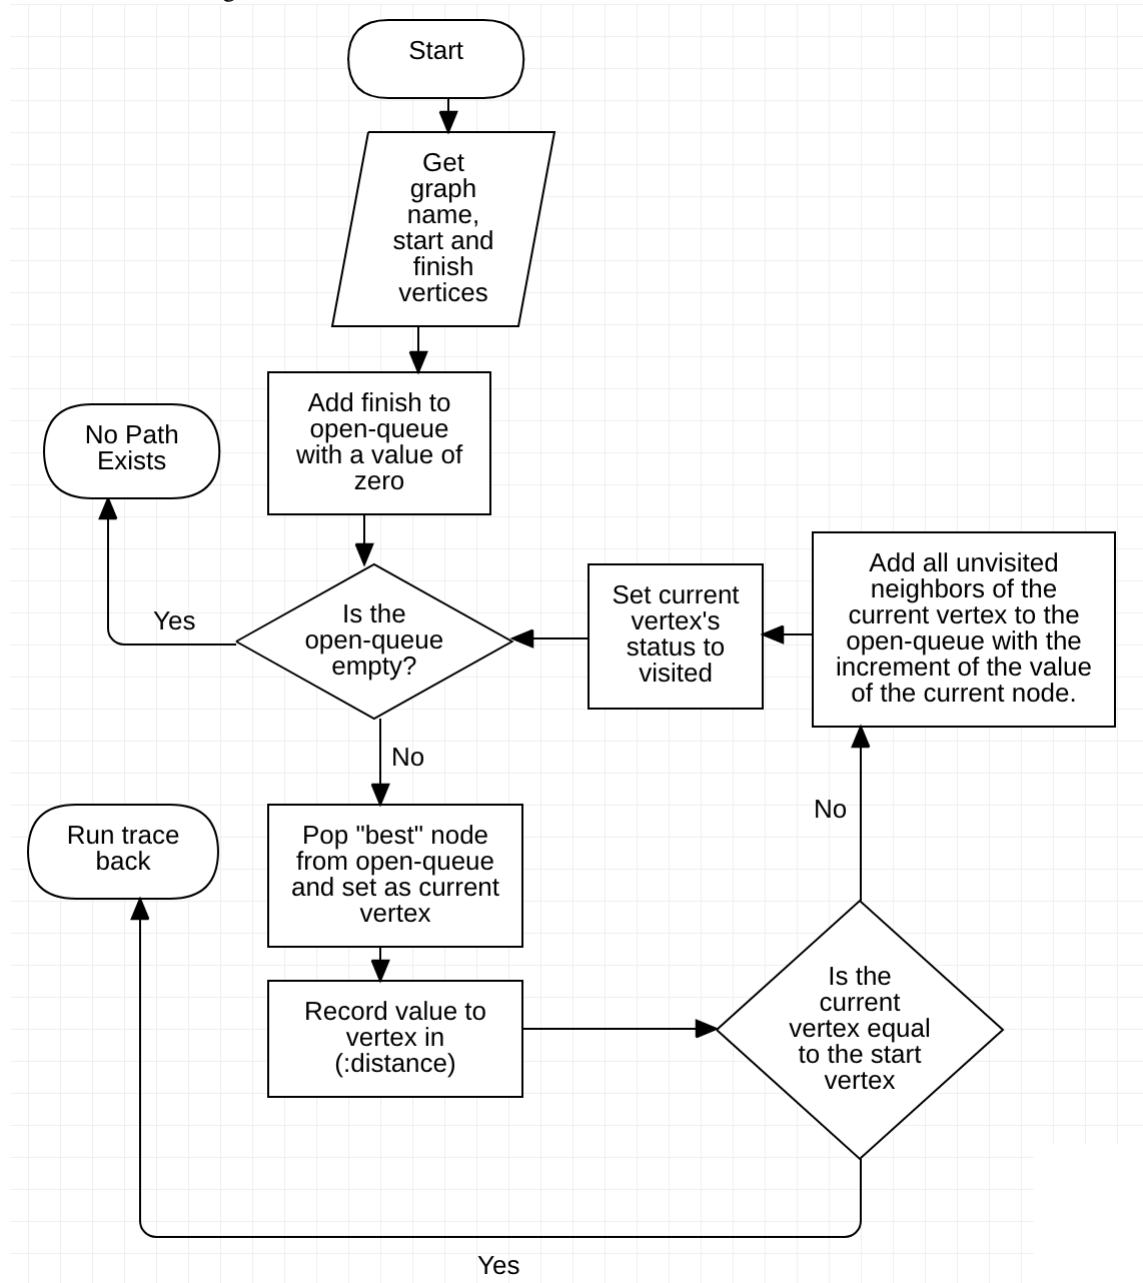 Start
Get
graph
name,
start and
finish
vertices
Add finish to
open-queue
with a value of
zero
No Path
Exists
Yes
Is the
open-queue
empty?
Set current
vertex's
status to
visited
Add all unvisited
neighbors of the
current vertex to the
open-queue with the
increment of the value
of the current node.
No
No
Run trace
back
Pop "best" node
from open-queue
and set as current
vertex
Record value to
vertex in
(:distance)
Is the
current
vertex equal
to the start
vertex
Yes